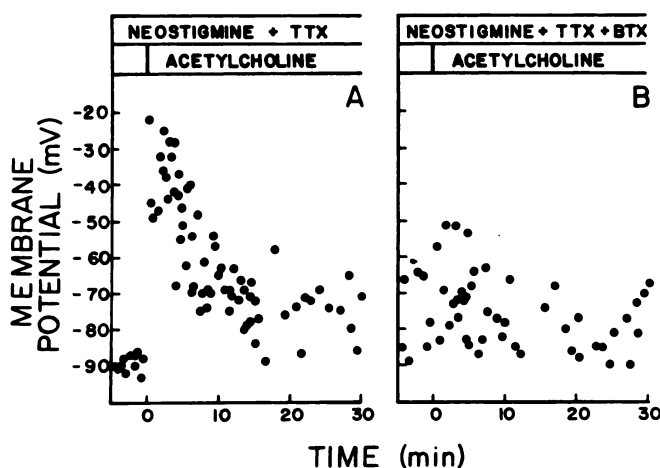 NEOSTIGMINE + TTX
ACETYLCHOLINE
A
NEOSTIGMINE + TTX + BTX
ACETYLCHOLINE
B
MEMBRANE
POTENTIAL (mV)
-20
-30
-40
-50
-60
-70
-80
-90
0
10
20
30
0
10
20
30
TIME (min)